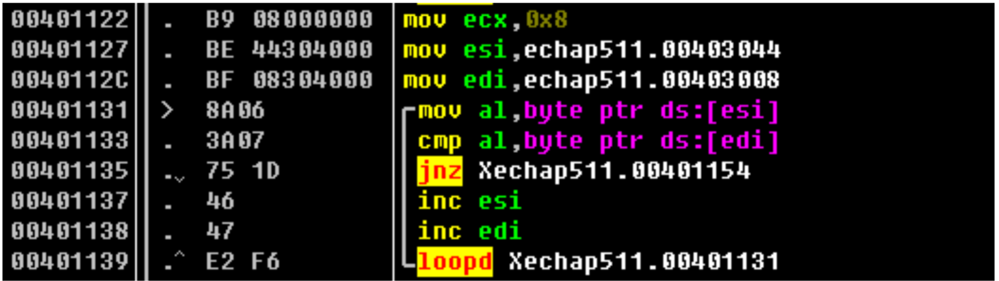 00401122 . B9 08000000 mov ecx,0x8
00401127 . BE 44304000 mov esi,echap511.00403044
0040112C . BF 08304000 mov edi,echap511.00403008
00401131 > 8A06 mov al,byte ptr ds:[esi]
00401133 . 3A07 cmp al,byte ptr ds:[edi]
00401135 .⌄ 75 1D jnz Xechap511.00401154
00401137 . 46 inc esi
00401138 . 47 inc edi
00401139 .^ E2 F6 loopd Xechap511.00401131